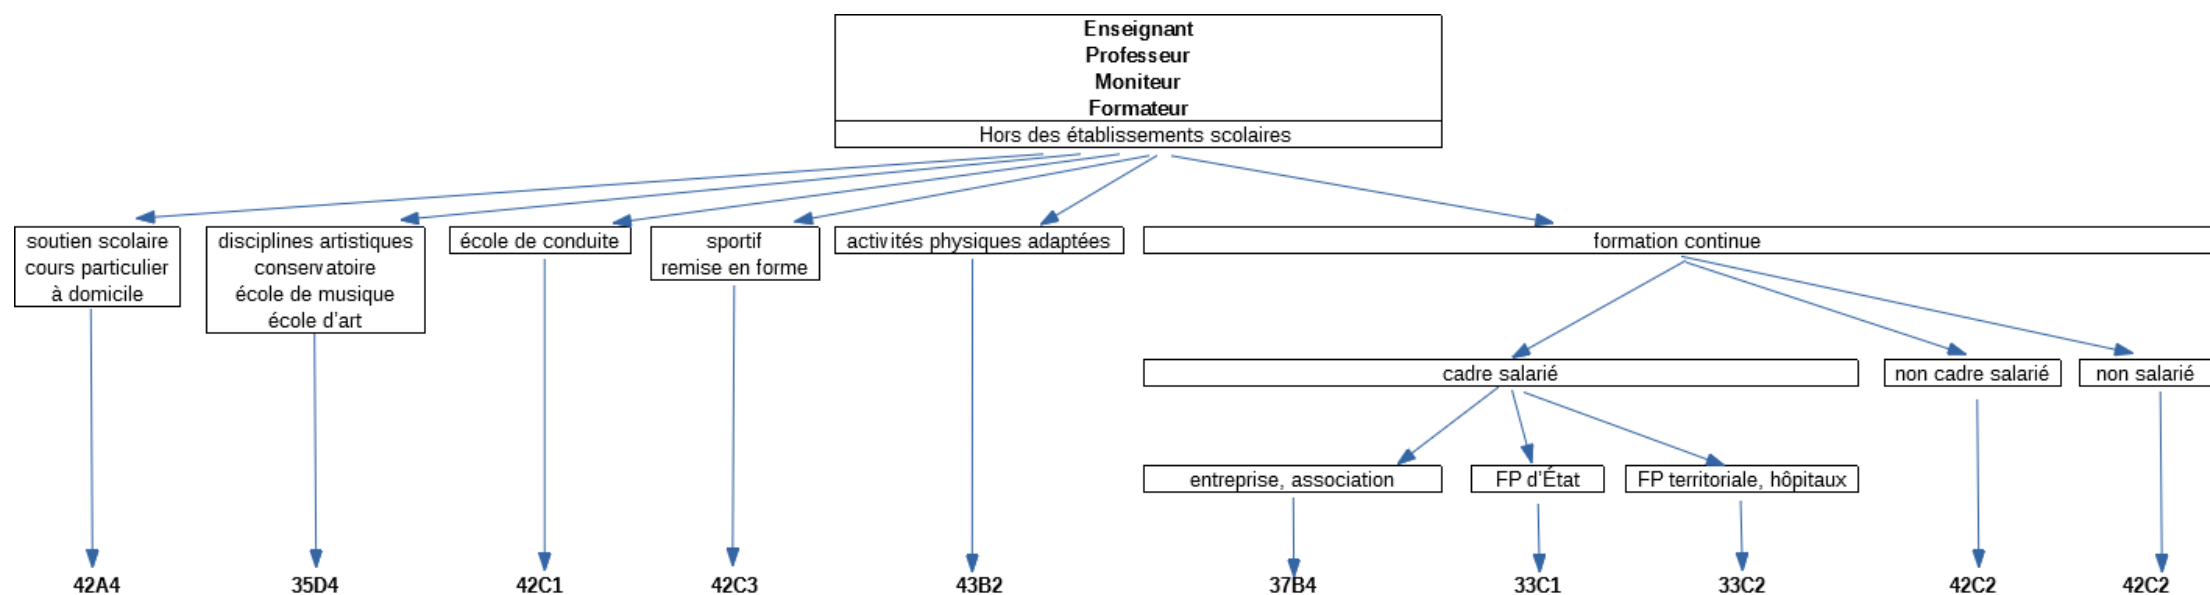 Enseignant
Professeur
Moniteur
Formateur
Hors des établissements scolaires
soutien scolaire
cours particulier
à domicile
disciplines artistiques
conservatoire
école de musique
école d'art
école de conduite
sportif
remise en forme
activités physiques adaptées
formation continue
cadre salarié
non cadre salarié
non salarié
entreprise, association
FP d'État
FP territoriale, hôpitaux
42A4
35D4
42C1
42C3
43B2
37B4
33C1
33C2
42C2
42C2